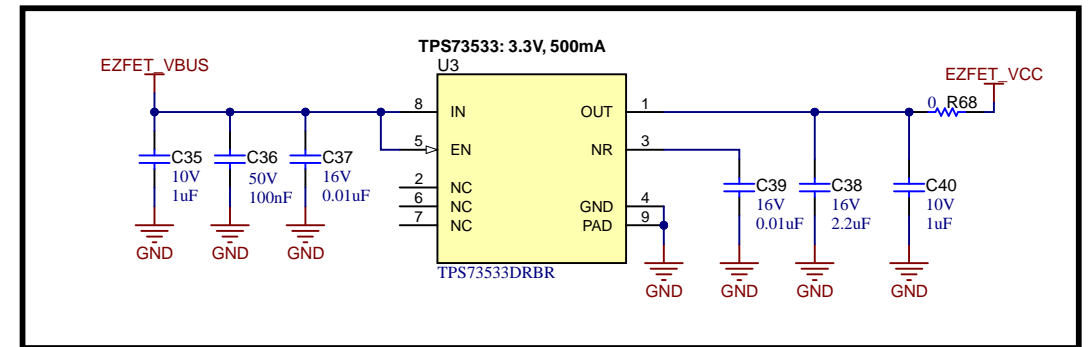 TPS73533: 3.3V, 500mA
U3
EZFET_VBUS
EZFET_VCC
8 IN
OUT 1
0 R68
5 EN
NR 3
2 NC
6 NC
7 NC
GND 4
PAD 9
C35
10V
1uF
C36
50V
100nF
C37
16V
0.01uF
C39
16V
0.01uF
C38
16V
2.2uF
C40
10V
1uF
GND
GND
GND
TPS73533DRBR
GND
GND
GND
GND